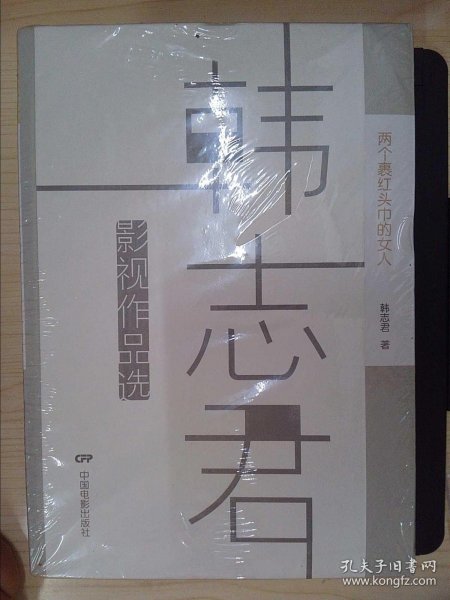 韩志君
影视作品选
两个裹红头巾的女人
韩志君 著
CFP
中国电影出版社
孔夫子旧书网
www.kongfz.com